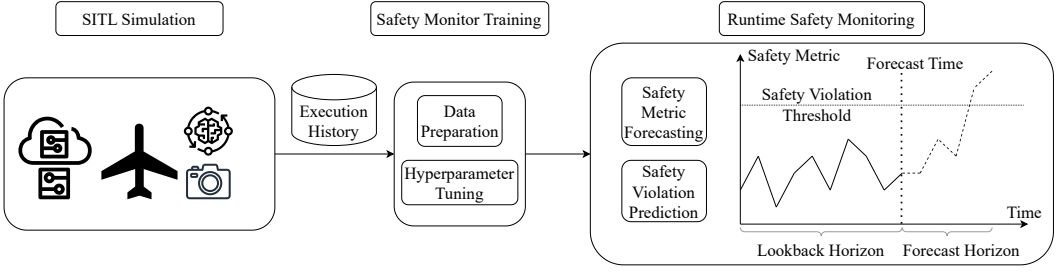 SITL Simulation
Safety Monitor Training
Runtime Safety Monitoring
Execution
History
Data
Preparation
Hyperparameter
Tuning
Safety
Metric
Forecasting
Safety
Violation
Prediction
Safety Metric
Forecast Time
Safety Violation
Threshold
Time
Lookback Horizon
Forecast Horizon